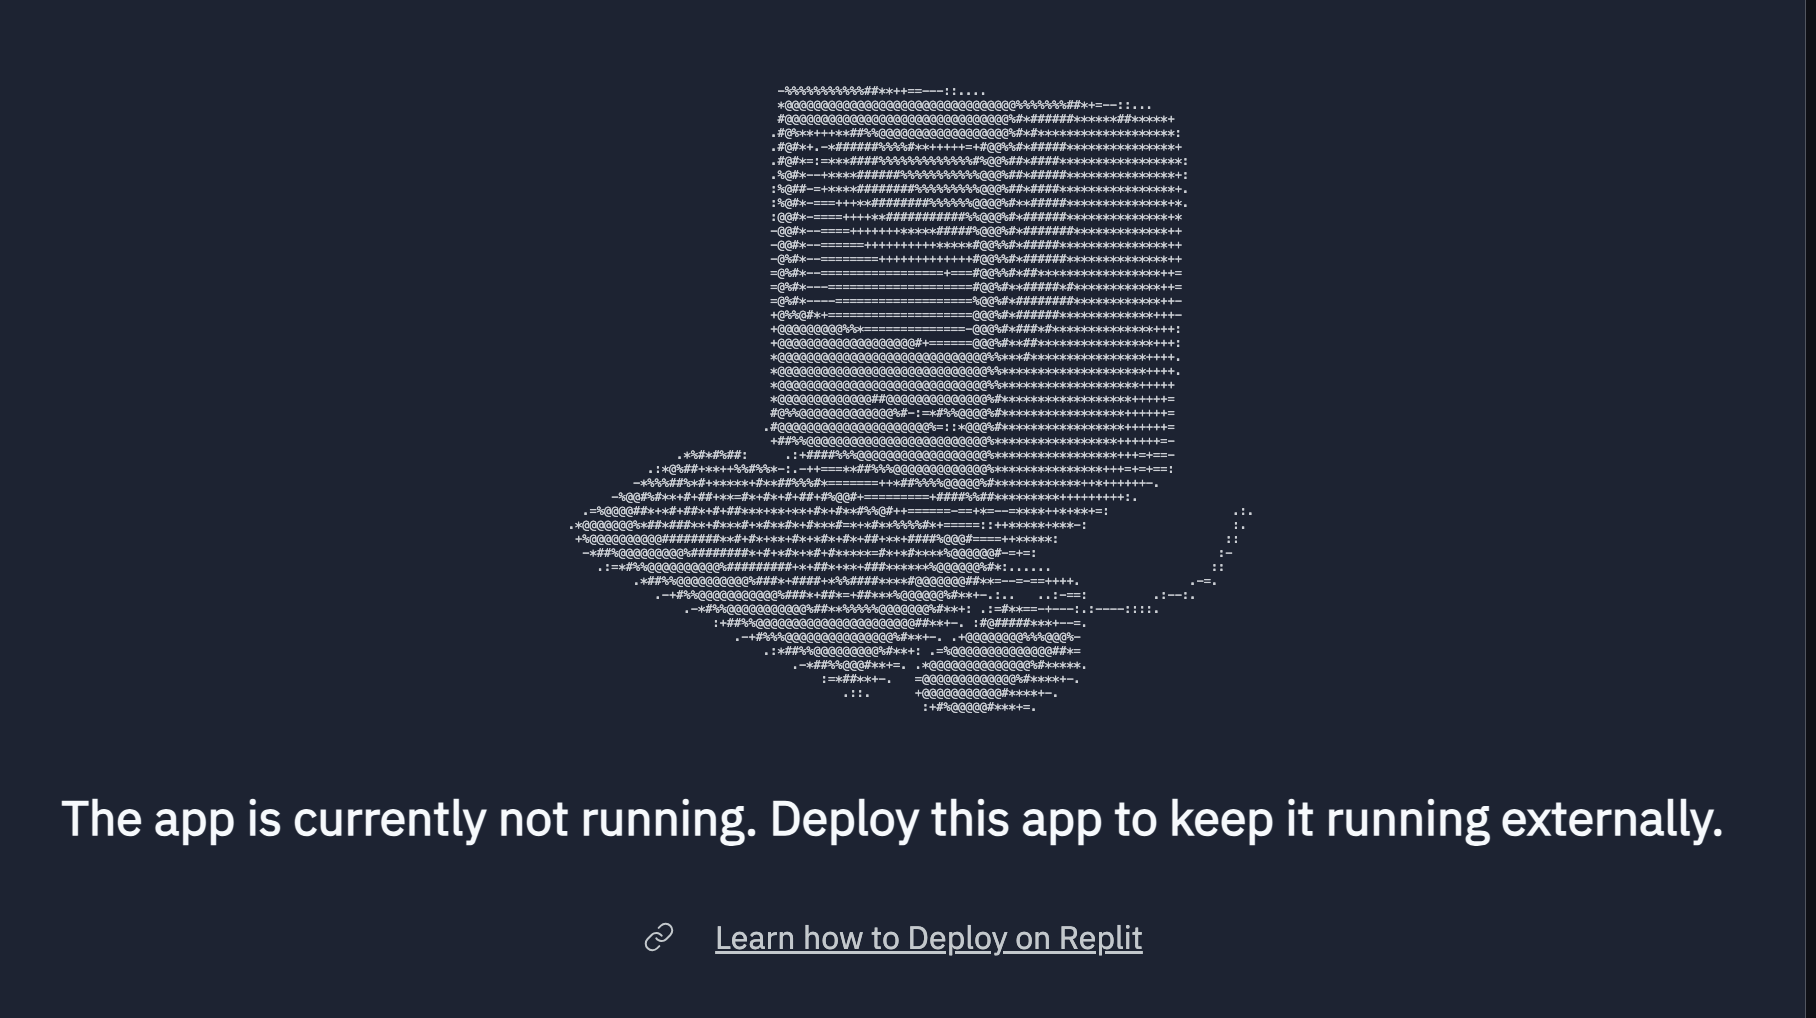 The app is currently not running. Deploy this app to keep it running externally.
Learn how to Deploy on Replit